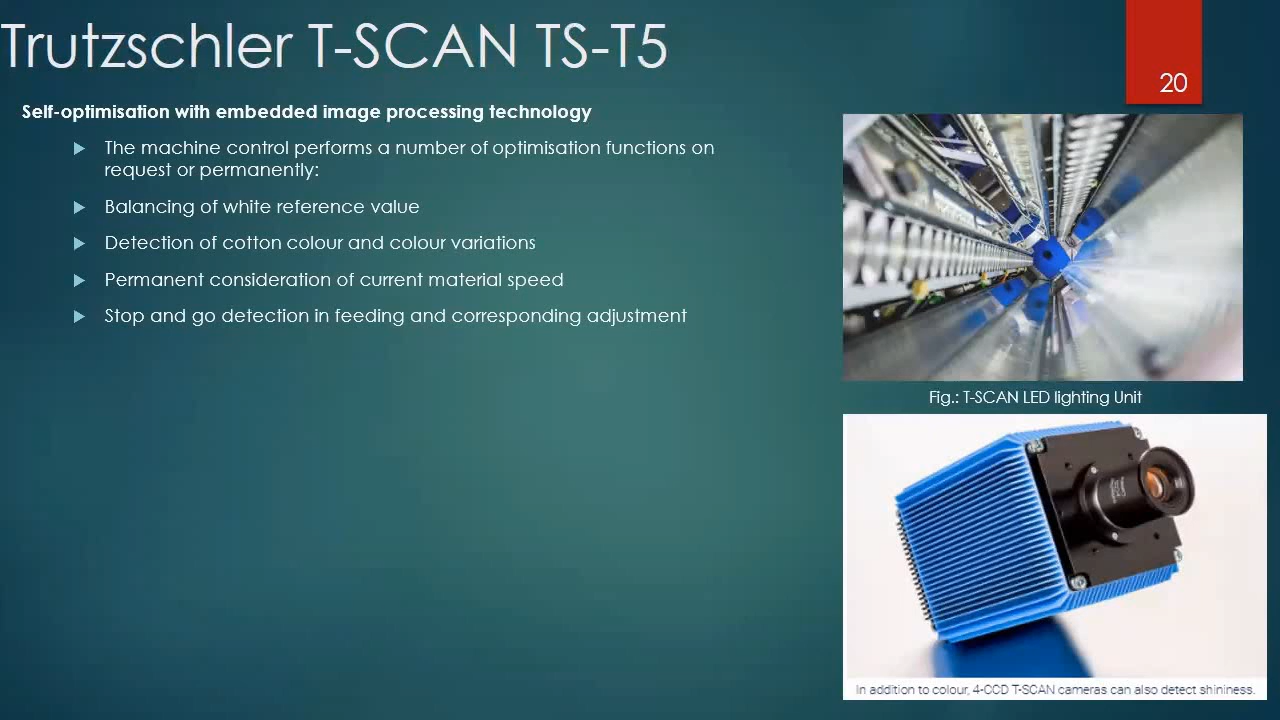 Trutzschler T-SCAN TS-T5
20
Self-optimisation with embedded image processing technology
The machine control performs a number of optimisation functions on
request or permanently:
Balancing of white reference value
Detection of cotton colour and colour variations
Permanent consideration of current material speed
Stop and go detection in feeding and corresponding adjustment
Fig.: T-SCAN LED lighting Unit
In addition to colour, 4-CCD T-SCAN cameras can also detect shininess.